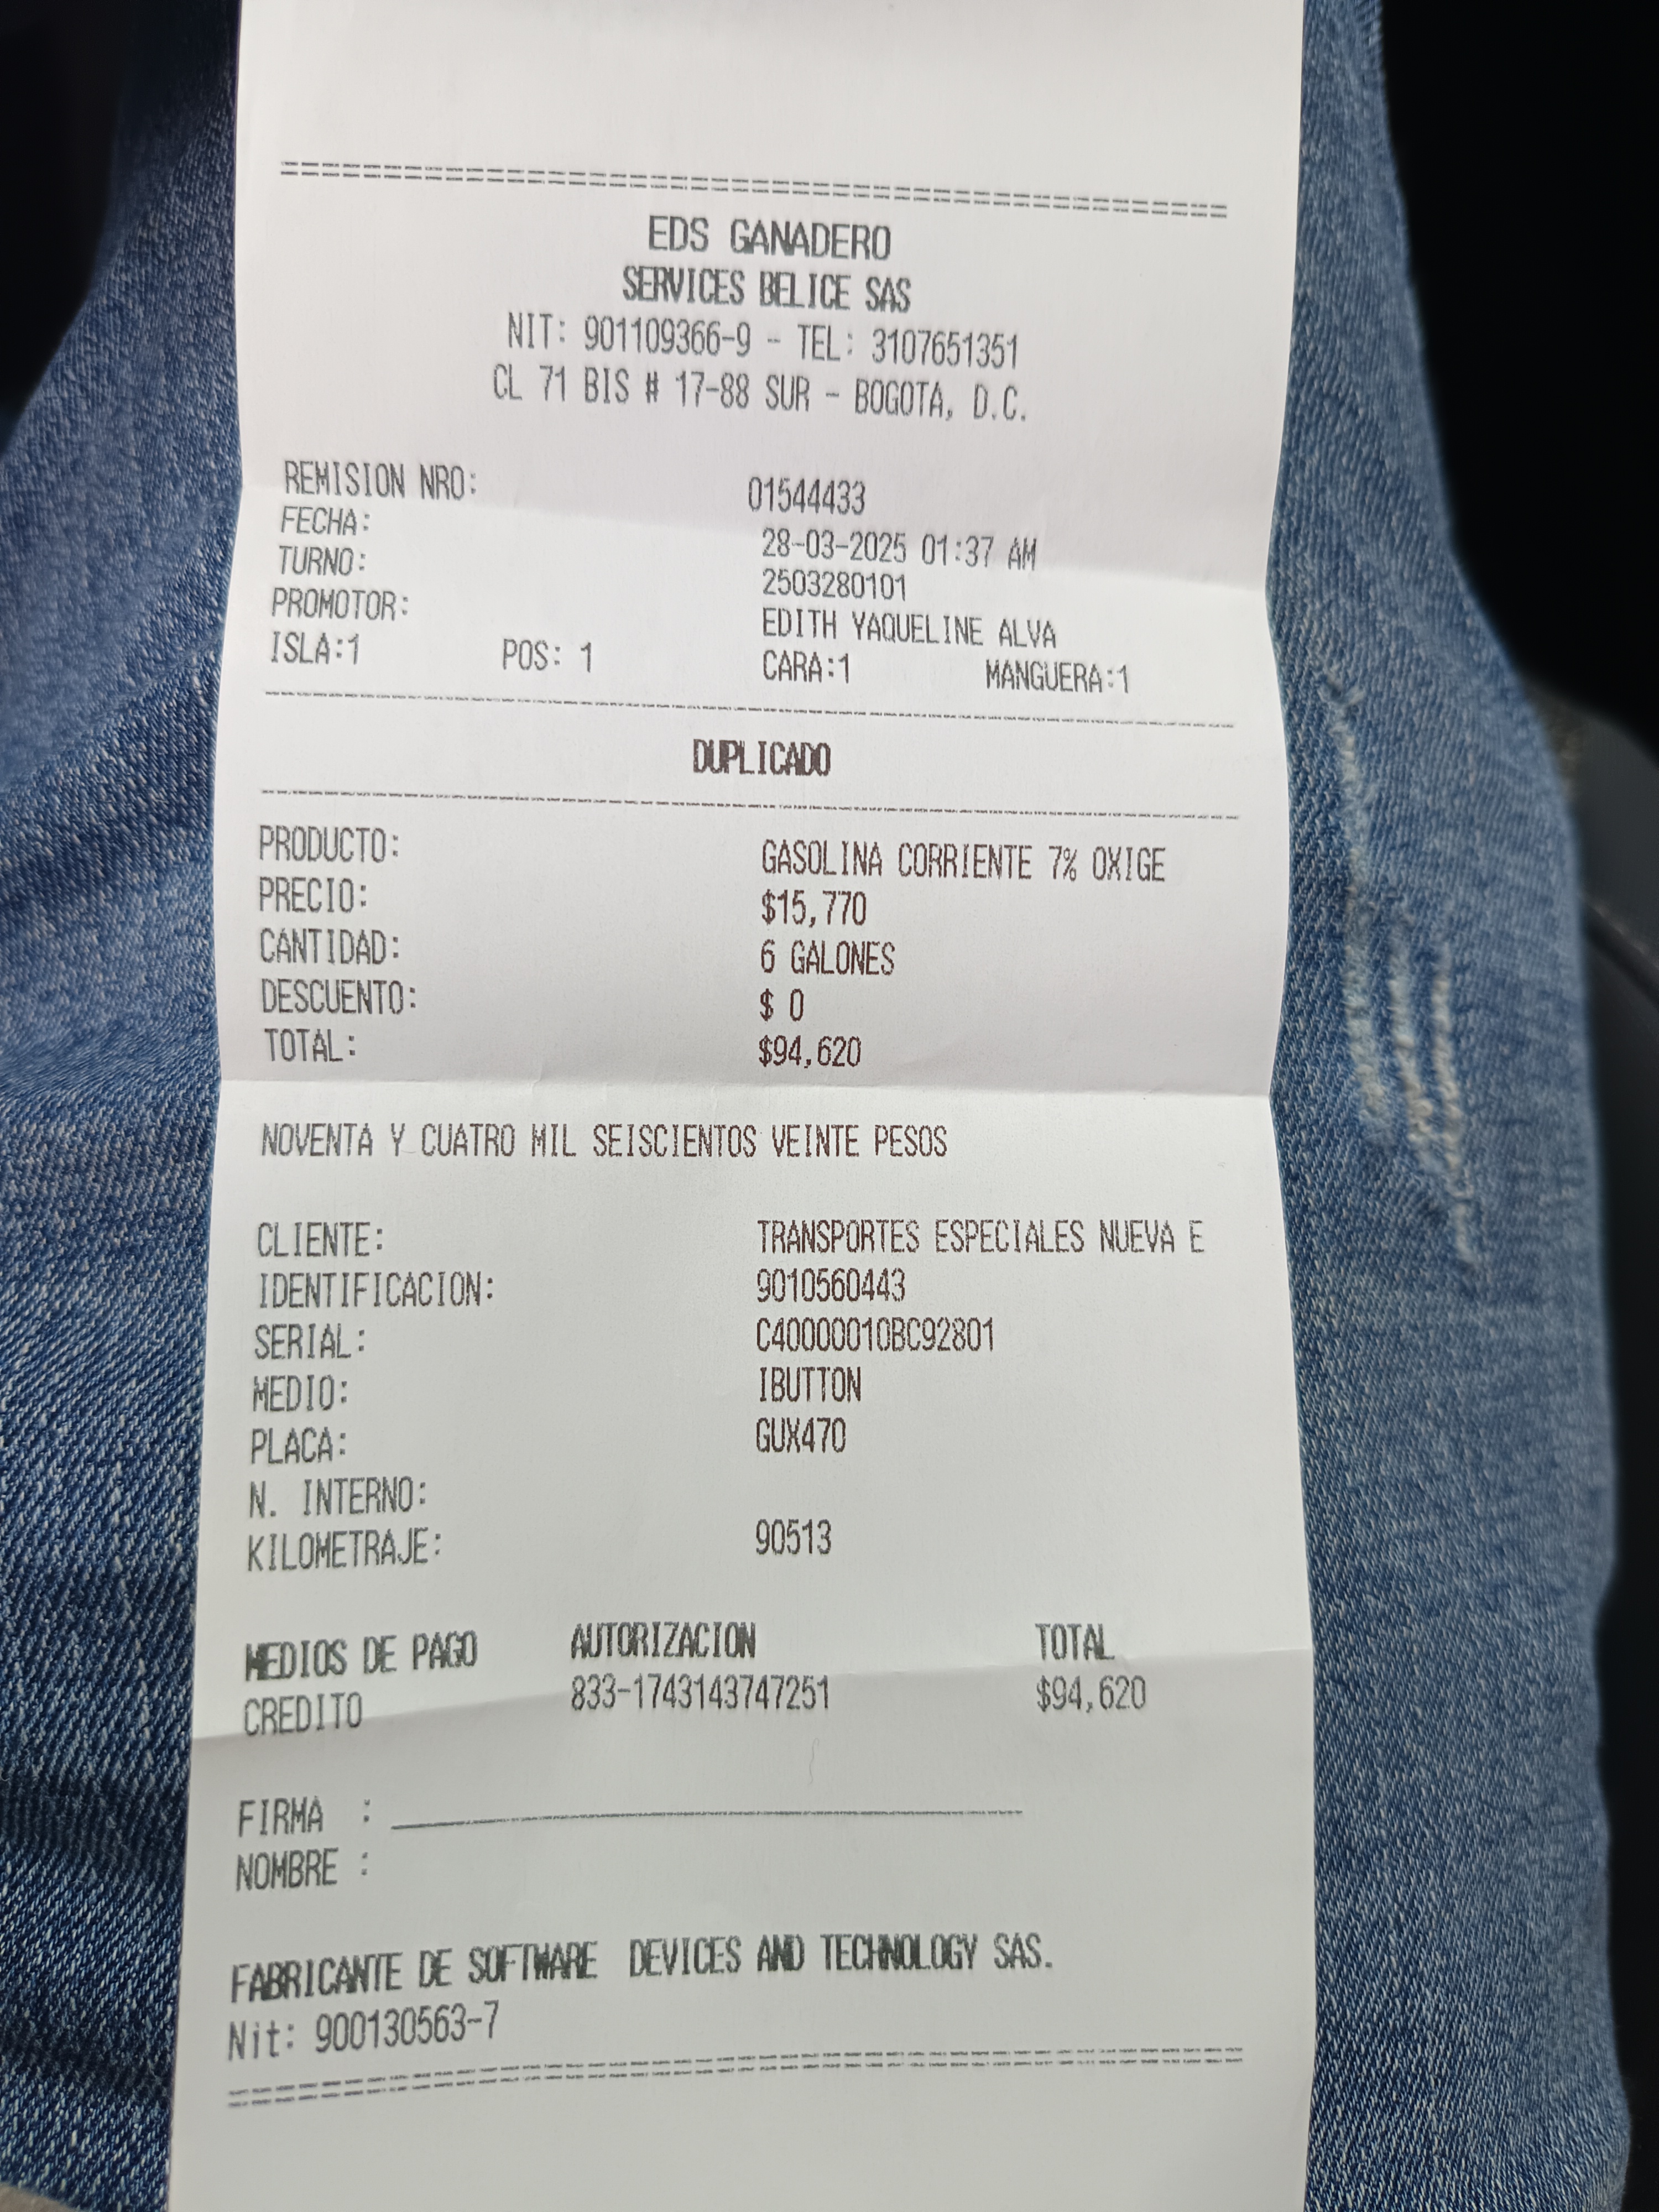 EDS GANADERO
SERVICES BELICE SAS
NIT: 901109366-9 - TEL: 3107651351
CL 71 BIS # 17-88 SUR - BOGOTA, D.C.
REMISION NRO: 01544433
FECHA: 28-03-2025 01:37 AM
TURNO: 2503280101
PROMOTOR: EDITH YAQUELINE ALVA
ISLA:1 POS: 1 CARA:1 MANGUERA:1
DUPLICADO
PRODUCTO: GASOLINA CORRIENTE 7% OXIGE
PRECIO: $15,770
CANTIDAD: 6 GALONES
DESCUENTO: $ 0
TOTAL: $94,620
NOVENTA Y CUATRO MIL SEISCIENTOS VEINTE PESOS
CLIENTE: TRANSPORTES ESPECIALES NUEVA E
IDENTIFICACION: 9010560443
SERIAL: C40000010BC92801
MEDIO: IBUTTON
PLACA: GUX470
N. INTERNO:
KILOMETRAJE: 90513
MEDIOS DE PAGO AUTORIZACION TOTAL
CREDITO 833-1743143747251 $94,620
FIRMA :
NOMBRE :
FABRICANTE DE SOFTWARE DEVICES AND TECHNOLOGY SAS.
Nit: 900130563-7